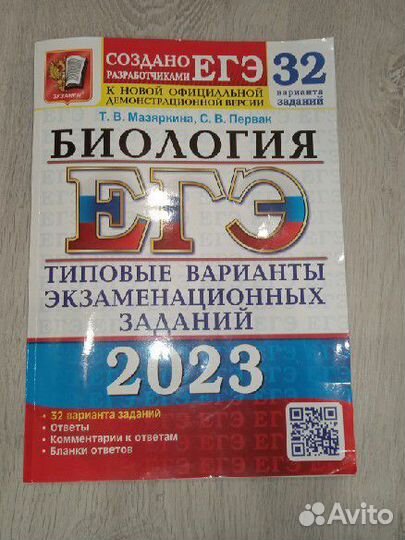 СОЗДАНО
РАЗРАБОТЧИКАМИ ЕГЭ
К НОВОЙ ОФИЦИАЛЬНОЙ
ДЕМОНСТРАЦИОННОЙ ВЕРСИИ
32
варианта
заданий
ЭКЗАМЕН
Т. В. Мазяркина, С. В. Первак
БИОЛОГИЯ
ЕГЭ
ТИПОВЫЕ ВАРИАНТЫ
ЭКЗАМЕНАЦИОННЫХ
ЗАДАНИЙ
2023
• 32 варианта заданий
• Ответы
• Комментарии к ответам
• Бланки ответов
Avito